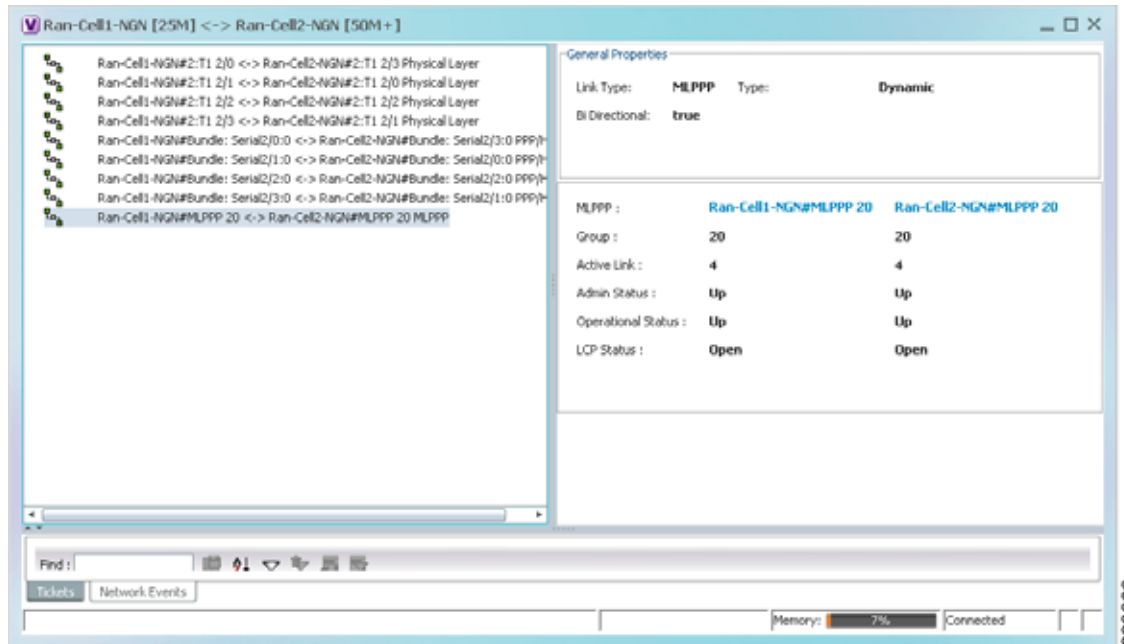 Ran-Cell1-NGN [25M] <-> Ran-Cell2-NGN [50M+]
Ran-Cell1-NGN#2:T1 2/0 <-> Ran-Cell2-NGN#2:T1 2/3 Physical Layer
Ran-Cell1-NGN#2:T1 2/1 <-> Ran-Cell2-NGN#2:T1 2/0 Physical Layer
Ran-Cell1-NGN#2:T1 2/2 <-> Ran-Cell2-NGN#2:T1 2/2 Physical Layer
Ran-Cell1-NGN#2:T1 2/3 <-> Ran-Cell2-NGN#2:T1 2/1 Physical Layer
Ran-Cell1-NGN#Bundle: Serial2/0:0 <-> Ran-Cell2-NGN#Bundle: Serial2/3:0 PPP/H
Ran-Cell1-NGN#Bundle: Serial2/1:0 <-> Ran-Cell2-NGN#Bundle: Serial2/0:0 PPP/H
Ran-Cell1-NGN#Bundle: Serial2/2:0 <-> Ran-Cell2-NGN#Bundle: Serial2/2:0 PPP/H
Ran-Cell1-NGN#Bundle: Serial2/3:0 <-> Ran-Cell2-NGN#Bundle: Serial2/1:0 PPP/H
Ran-Cell1-NGN#MLPPP 20 <-> Ran-Cell2-NGN#MLPPP 20 MLPPP
General Properties
Link Type: MLPPP Type: Dynamic
Bi Directional: true
MLPPP : Ran-Cell1-NGN#MLPPP 20 Ran-Cell2-NGN#MLPPP 20
Group : 20 20
Active Link : 4 4
Admin Status : Up Up
Operational Status : Up Up
LCP Status : Open Open
Find :
Tickets Network Events
Memory: 7% Connected